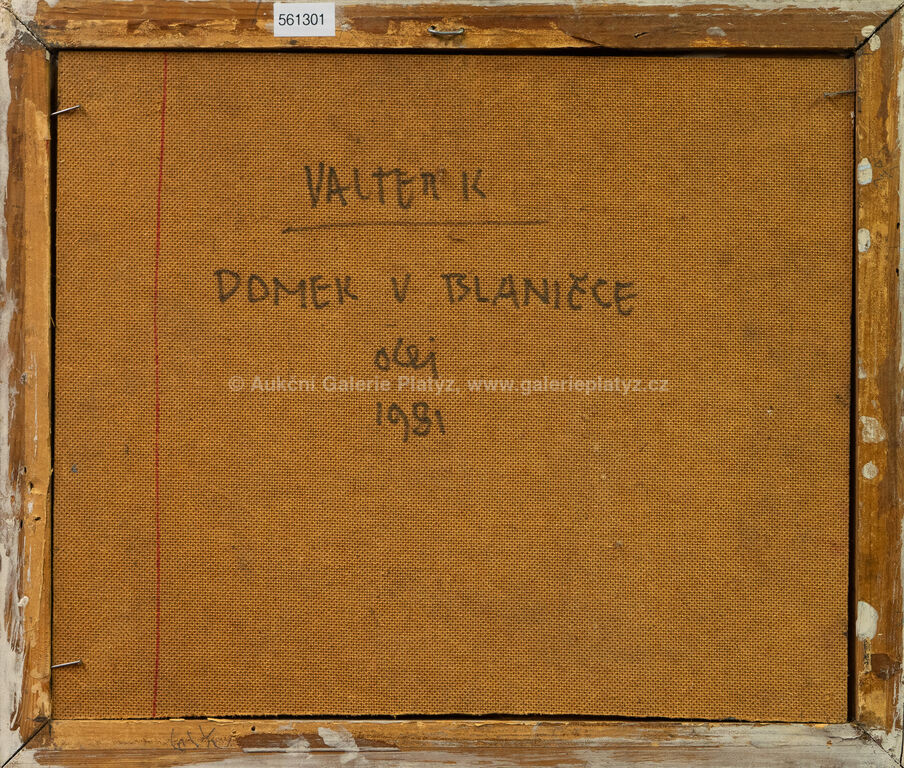 561301
VALTER K
DOMEK V BLANIČCE
olej
© Aukční Galerie Platýz, www.galerieplatyz.cz
1981